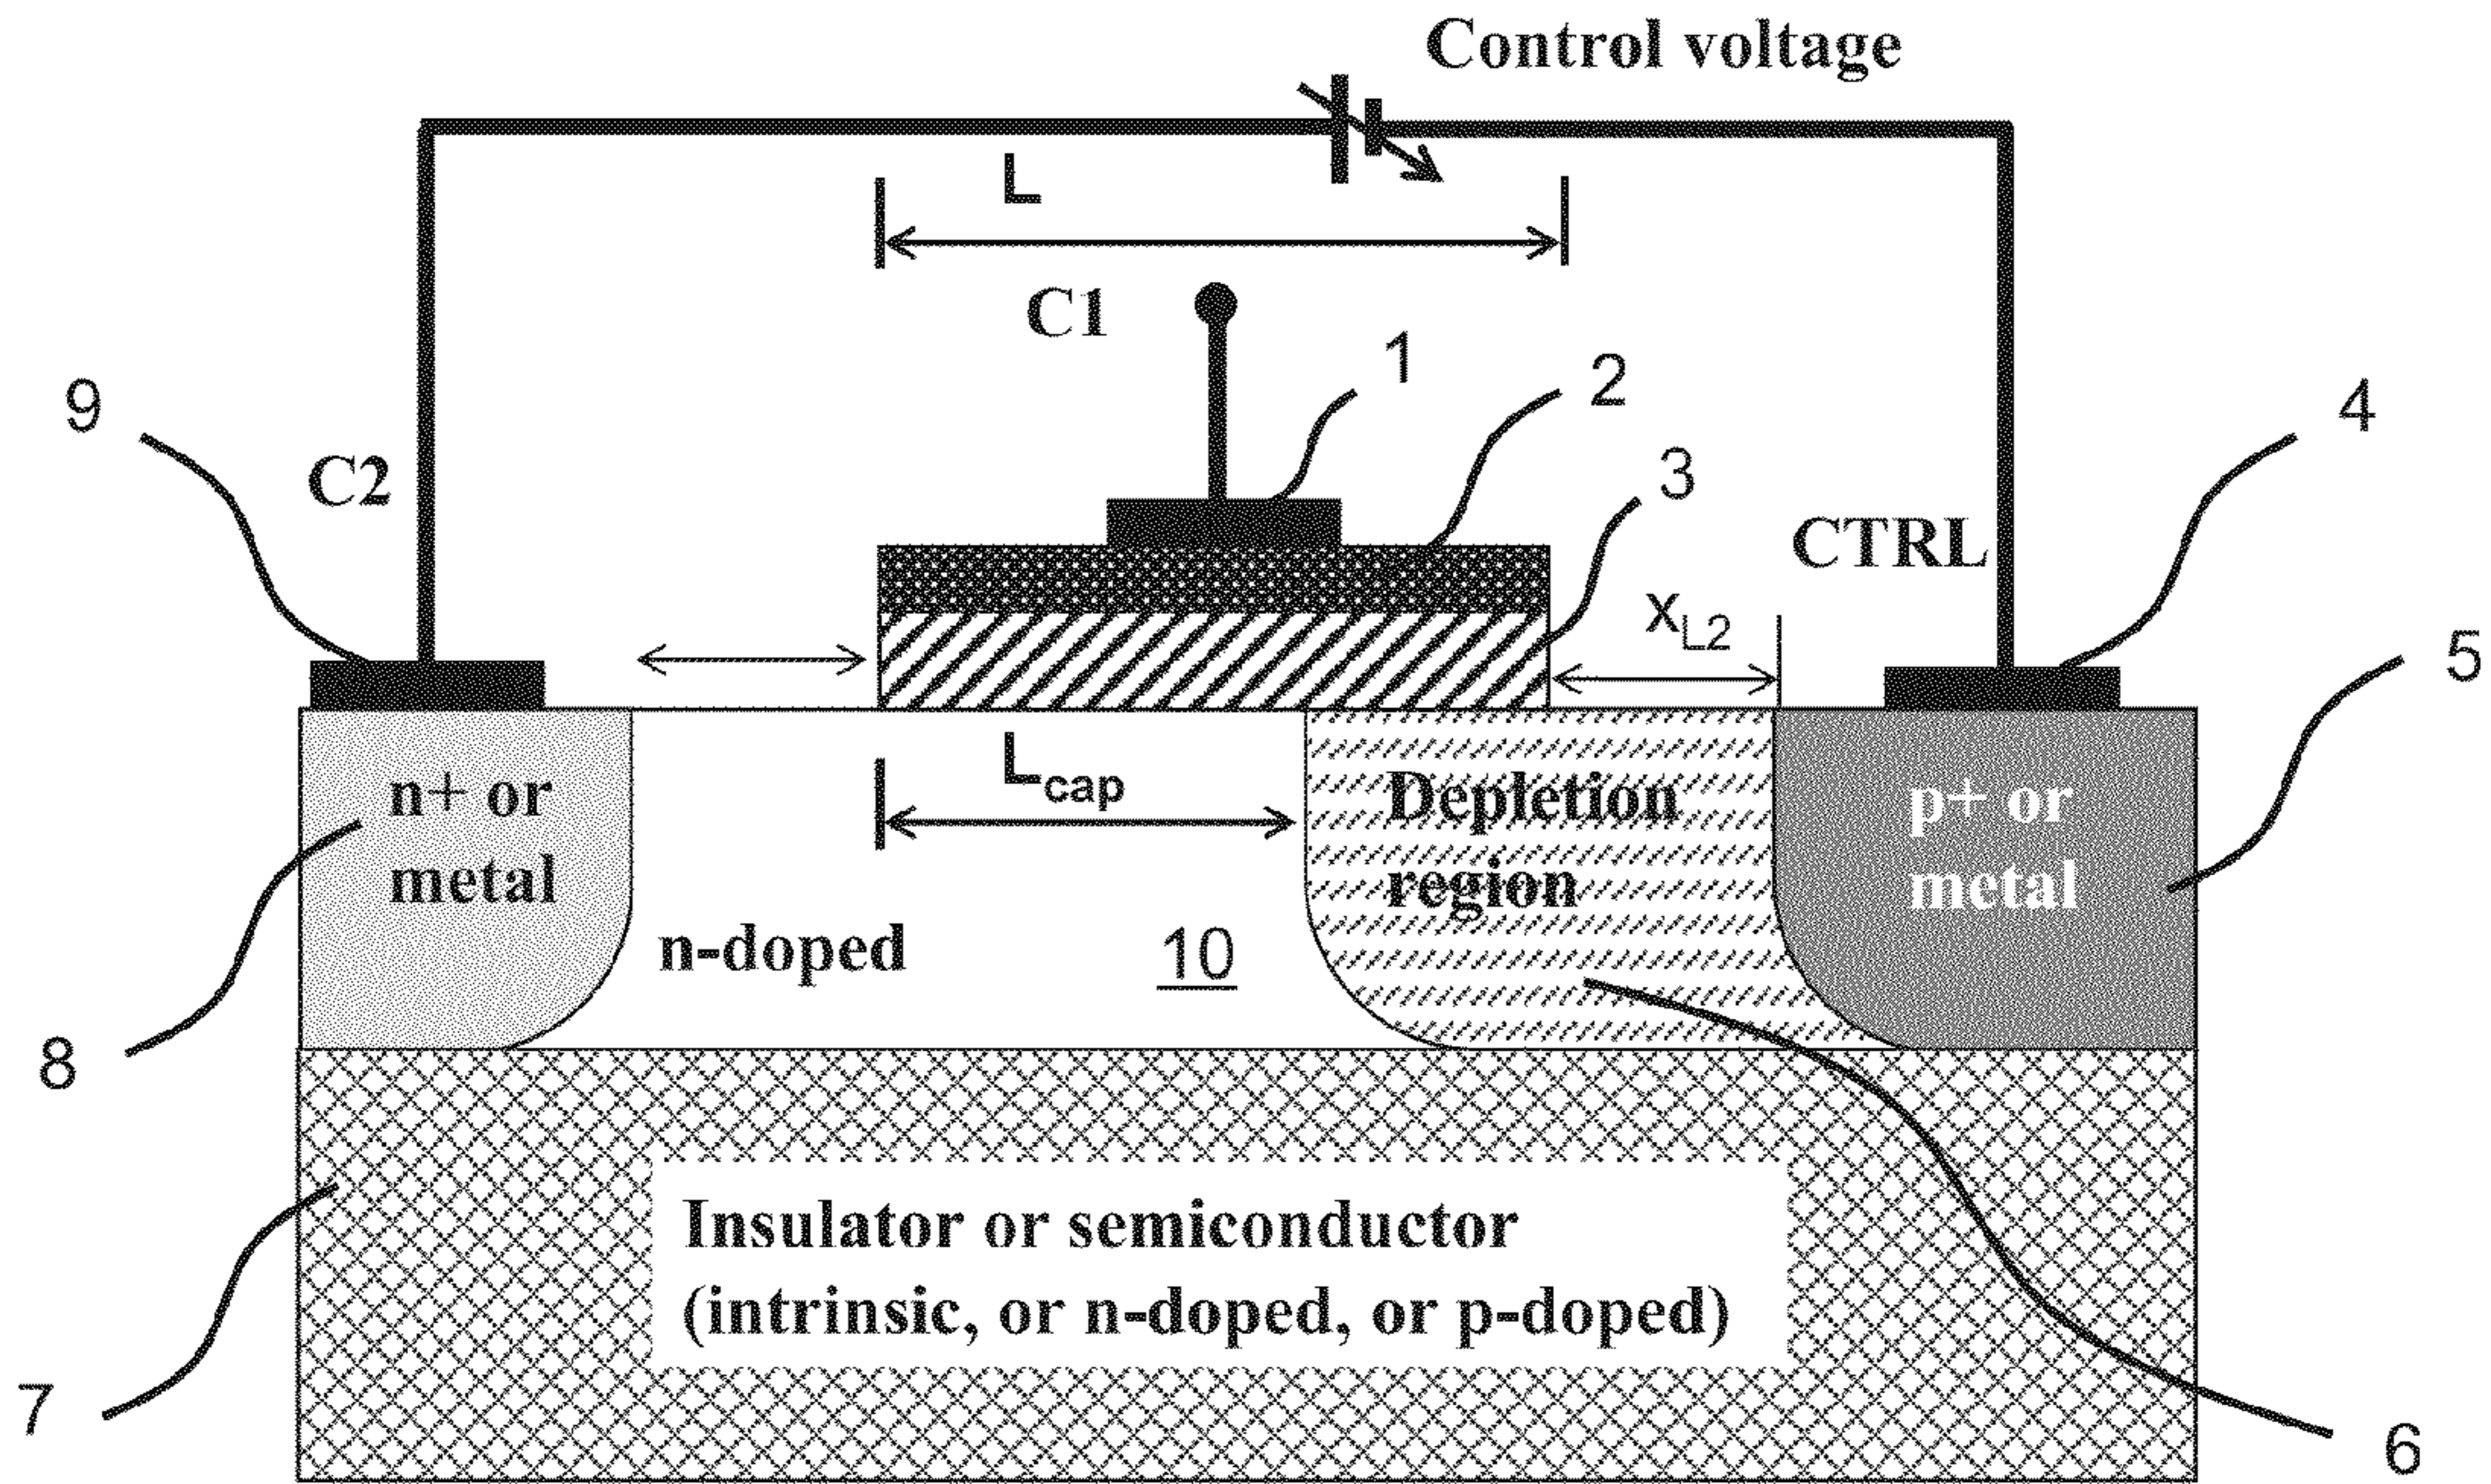 Control voltage
L
C1
1
2
9
4
C2
3
CTRL
xL2
5
n+ or
metal
Lcap
Depletion
region
p+ or
metal
n-doped
10
8
Insulator or semiconductor
(intrinsic, or n-doped, or p-doped)
7
6